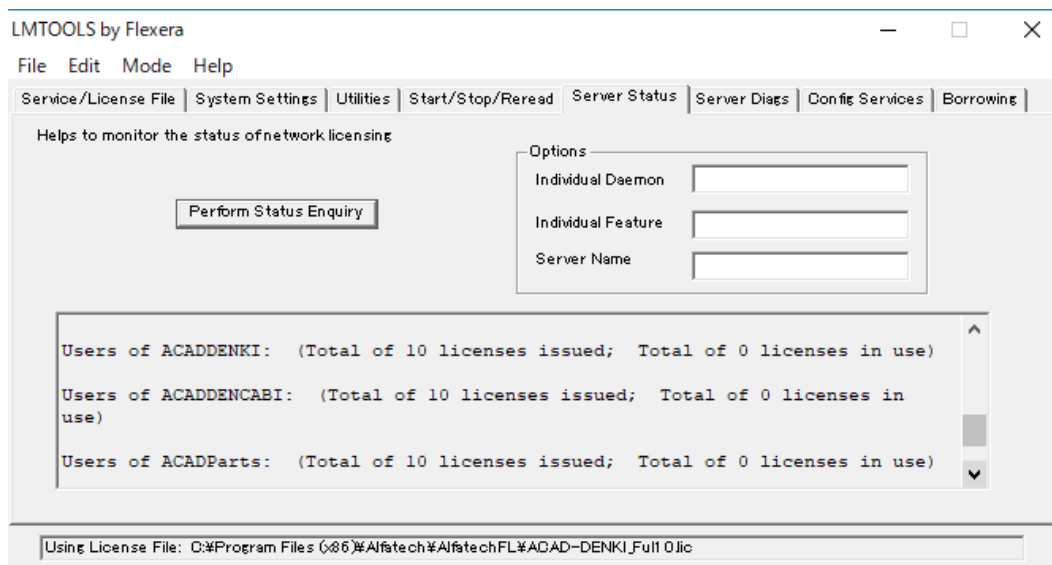 LMTOOLS by Flexera
File Edit Mode Help
Service/License File System Settings Utilities Start/Stop/Reread Server Status Server Diags Config Services Borrowing
Helps to monitor the status of network licensing
Options
Individual Daemon
Perform Status Enquiry
Individual Feature
Server Name
Users of ACADDENKI: (Total of 10 licenses issued; Total of 0 licenses in use)
Users of ACADDENCABI: (Total of 10 licenses issued; Total of 0 licenses in
use)
Users of ACADParts: (Total of 10 licenses issued; Total of 0 licenses in use)
Using License File: C:¥Program Files (x86)¥Alfatech¥AlfatechFL¥ACAD-DENKI_Full10.lic